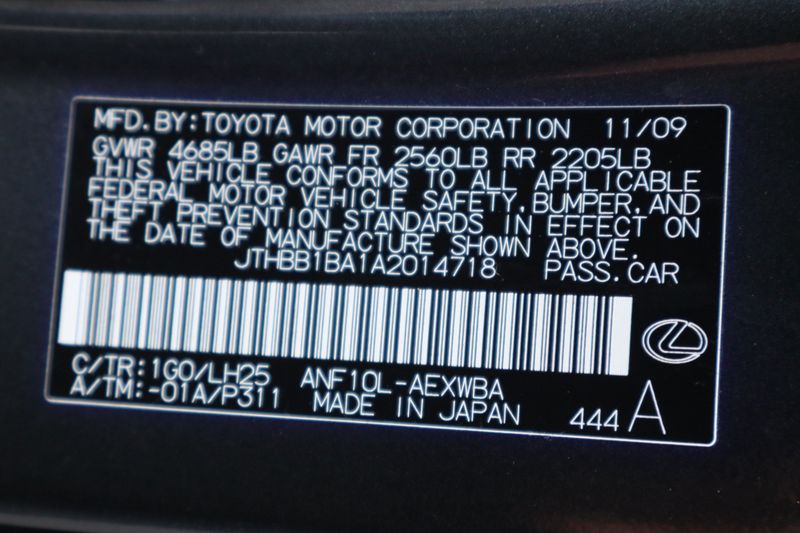 MFD.BY:TOYOTA MOTOR CORPORATION 11/09
GVWR 4685LB GAWR FR 2560LB RR 2205LB
THIS VEHICLE CONFORMS TO ALL APPLICABLE
FEDERAL MOTOR VEHICLE SAFETY,BUMPER,AND
THEFT PREVENTION STANDARDS IN EFFECT ON
THE DATE OF MANUFACTURE SHOWN ABOVE.
JTHBB1BA1A2014718 PASS.CAR
C/TR:1G0/LH25 ANF10L-AEXWBA
A/TM:-01A/P311 MADE IN JAPAN 444 A